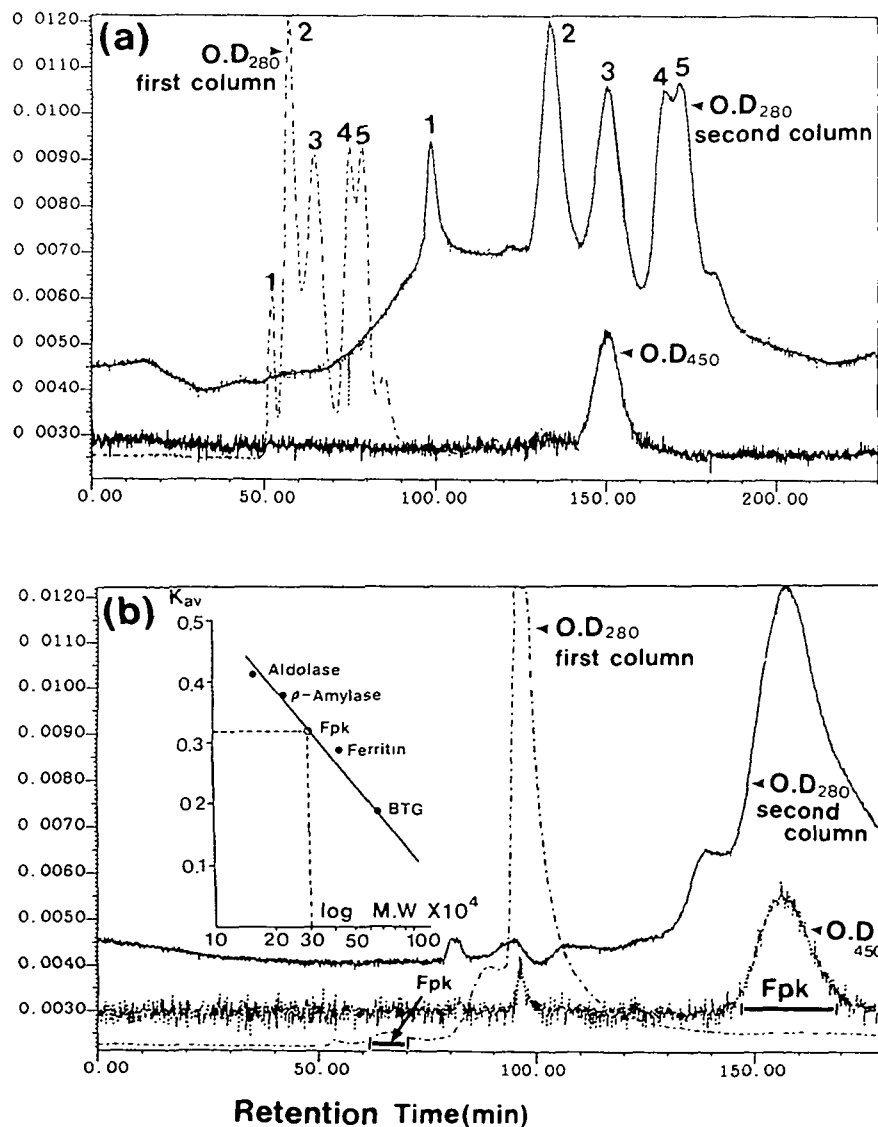 (a)
0 0120
0 0110
0 0100
0 0090
0 0080
0 0070
0 0060
0 0050
0 0040
0 0030
O.D280
first column
1
2
3
4 5
1
2
3
4 5
O.D280
second column
O.D450
0.00
50.00
100.00
150.00
200.00
(b)
0.0120
0.0110
0 0100
0.0090
0 0080
0 0070
0 0060
0 0050
0 0040
0 0030
Kav
0.5
0.4
0.3
0.2
0.1
Aldolase
ρ-Amylase
Fpk
Ferritin
BTG
log M.W X10⁴
10 20 30 50 100
O.D280
first column
O.D280
second
column
O.D
450
Fpk
Fpk
0.00
50.00
100.00
150.00
Retention Time(min)